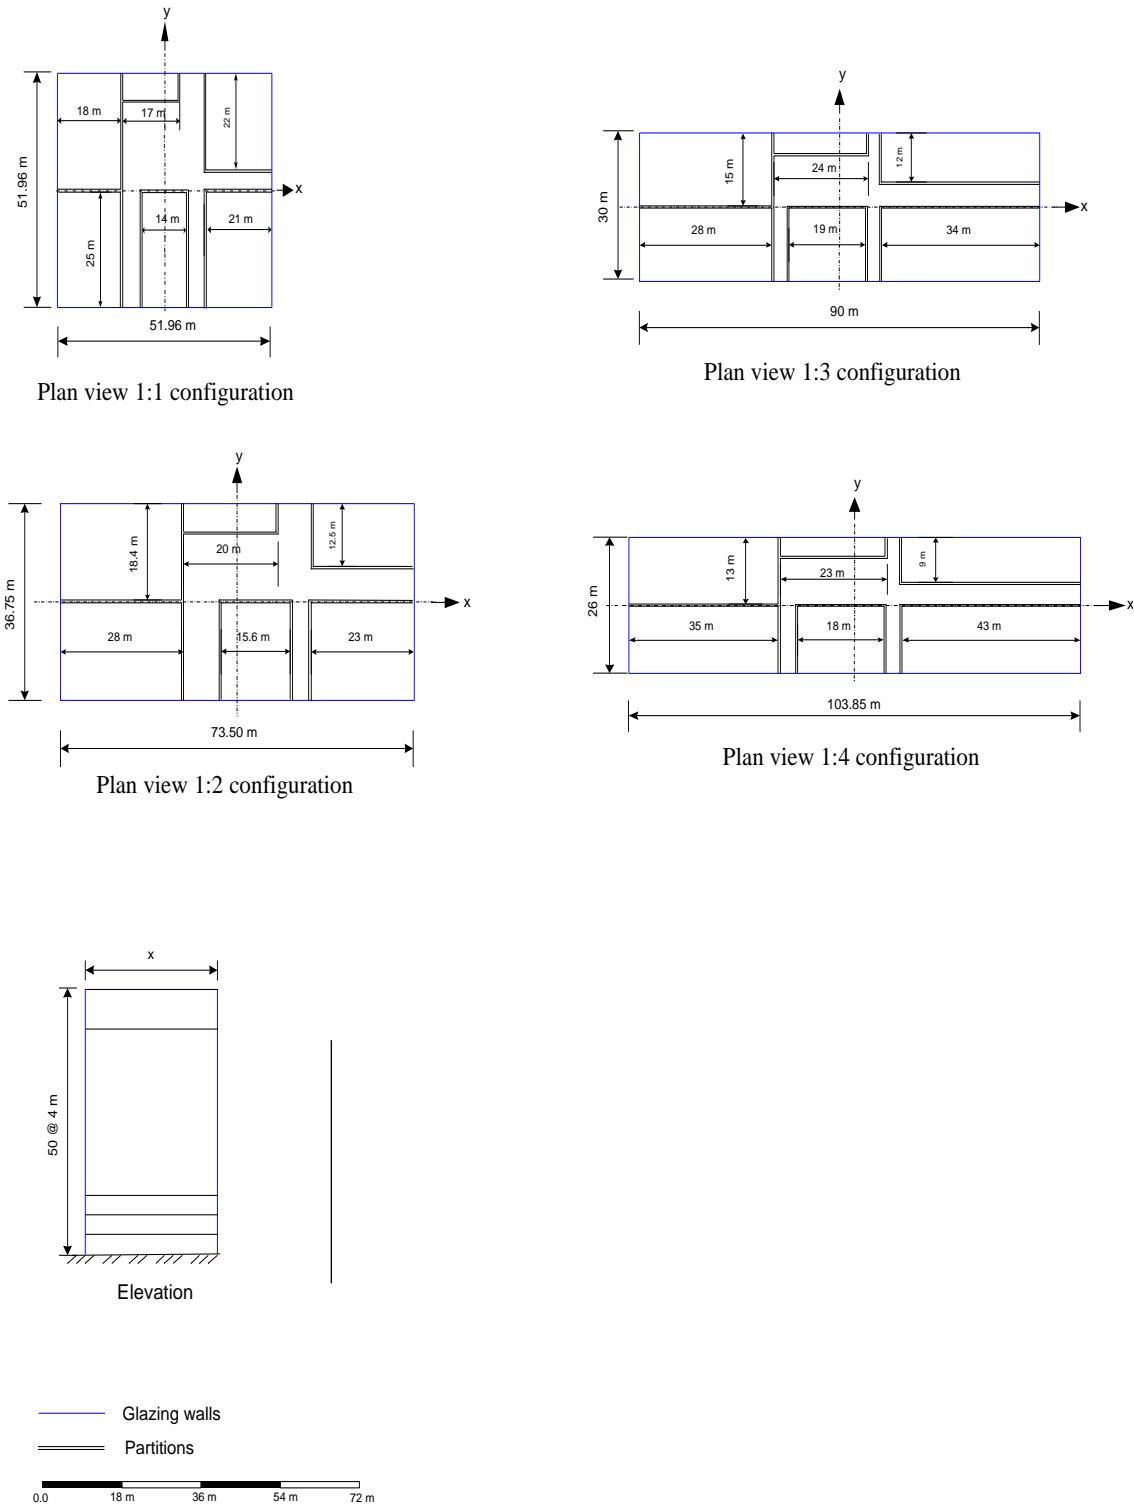 y
18 m
17 m
22 m
51.96 m
x
14 m
21 m
25 m
51.96 m
Plan view 1:1 configuration
y
15 m
24 m
12 m
30 m
x
28 m
19 m
34 m
90 m
Plan view 1:3 configuration
y
18.4 m
20 m
12.5 m
36.75 m
x
28 m
15.6 m
23 m
73.50 m
Plan view 1:2 configuration
y
13 m
23 m
9 m
26 m
x
35 m
18 m
43 m
103.85 m
Plan view 1:4 configuration
x
50 @ 4 m
Elevation
Glazing walls
Partitions
0.0 18 m 36 m 54 m 72 m